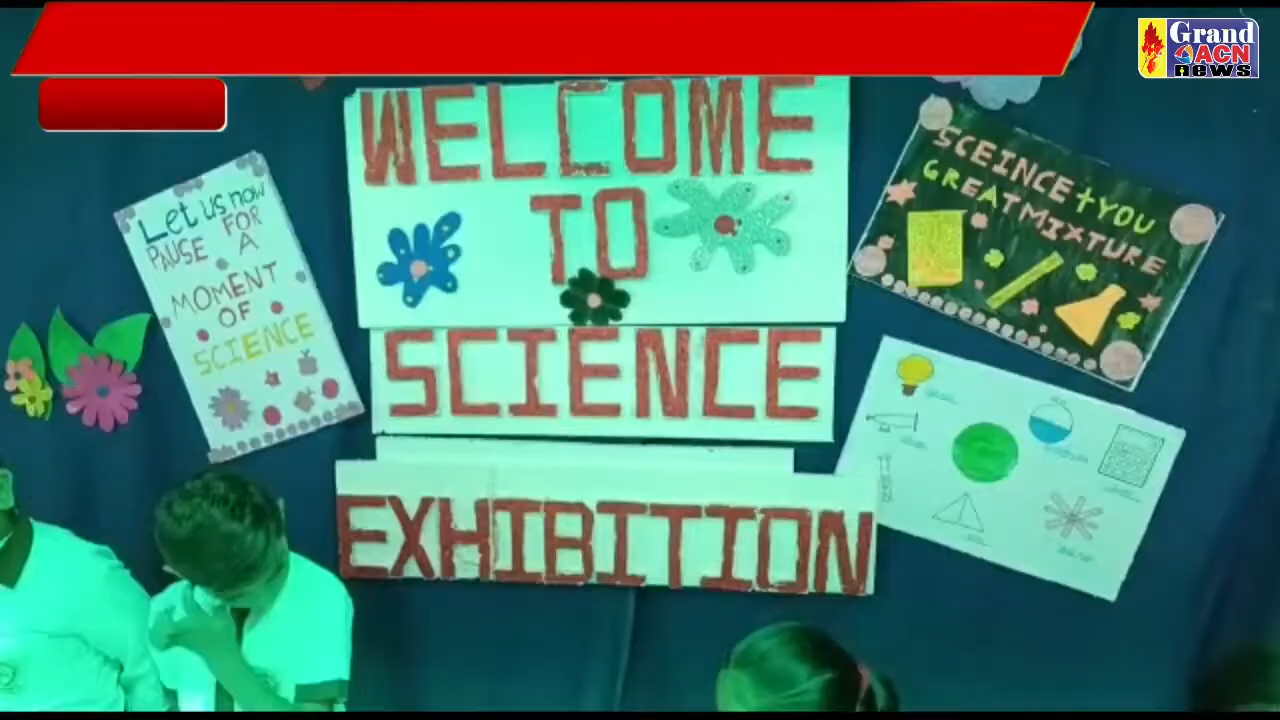 Grand
ACN
news
WELCOME
TO
SCIENCE
EXHIBITION
Let us now
PAUSE FOR
A
MOMENT
OF
SCIENCE
SCEINCE + YOU
GREAT MIXTURE